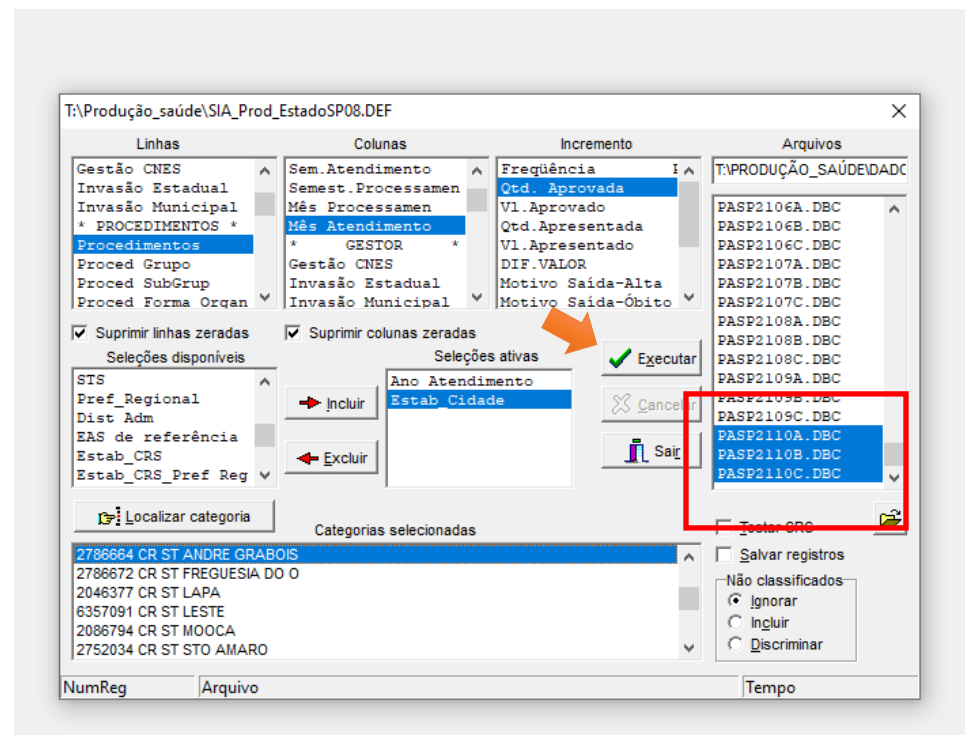 T:\Produção_saúde\SIA_Prod_EstadoSP08.DEF
Linhas
Gestão CNES
Invasão Estadual
Invasão Municipal
* PROCEDIMENTOS *
Procedimentos
Proced Grupo
Proced SubGrup
Proced Forma Organ
Colunas
Sem.Atendimento
Semest.Processamen
Mês Processamen
Mês Atendimento
* GESTOR *
Gestão CNES
Invasão Estadual
Invasão Municipal
Incremento
Freqüência
Qtd. Aprovada
Vl.Aprovado
Qtd.Apresentada
Vl.Apresentado
DIF.VALOR
Motivo Saída-Alta
Motivo Saída-Óbito
Arquivos
T:\PRODUÇÃO_SAÚDE\DADC
PASP2106A.DBC
PASP2106B.DBC
PASP2106C.DBC
PASP2107A.DBC
PASP2107B.DBC
PASP2107C.DBC
PASP2108A.DBC
PASP2108B.DBC
PASP2108C.DBC
PASP2109A.DBC
PASP2109B.DBC
PASP2109C.DBC
PASP2110A.DBC
PASP2110B.DBC
PASP2110C.DBC
Suprimir linhas zeradas
Suprimir colunas zeradas
Seleções disponíveis
STS
Pref_Regional
Dist Adm
EAS de referência
Estab_CRS
Estab_CRS_Pref Reg
Incluir
Excluir
Seleções ativas
Ano Atendimento
Estab_Cidade
Executar
Cancelar
Sair
Localizar categoria
Categorias selecionadas
2786664 CR ST ANDRE GRABOIS
2786672 CR ST FREGUESIA DO O
2046377 CR ST LAPA
6357091 CR ST LESTE
2086794 CR ST MOOCA
2752034 CR ST STO AMARO
Testar CRC
Salvar registros
Não classificados
Ignorar
Incluir
Discriminar
NumReg
Arquivo
Tempo